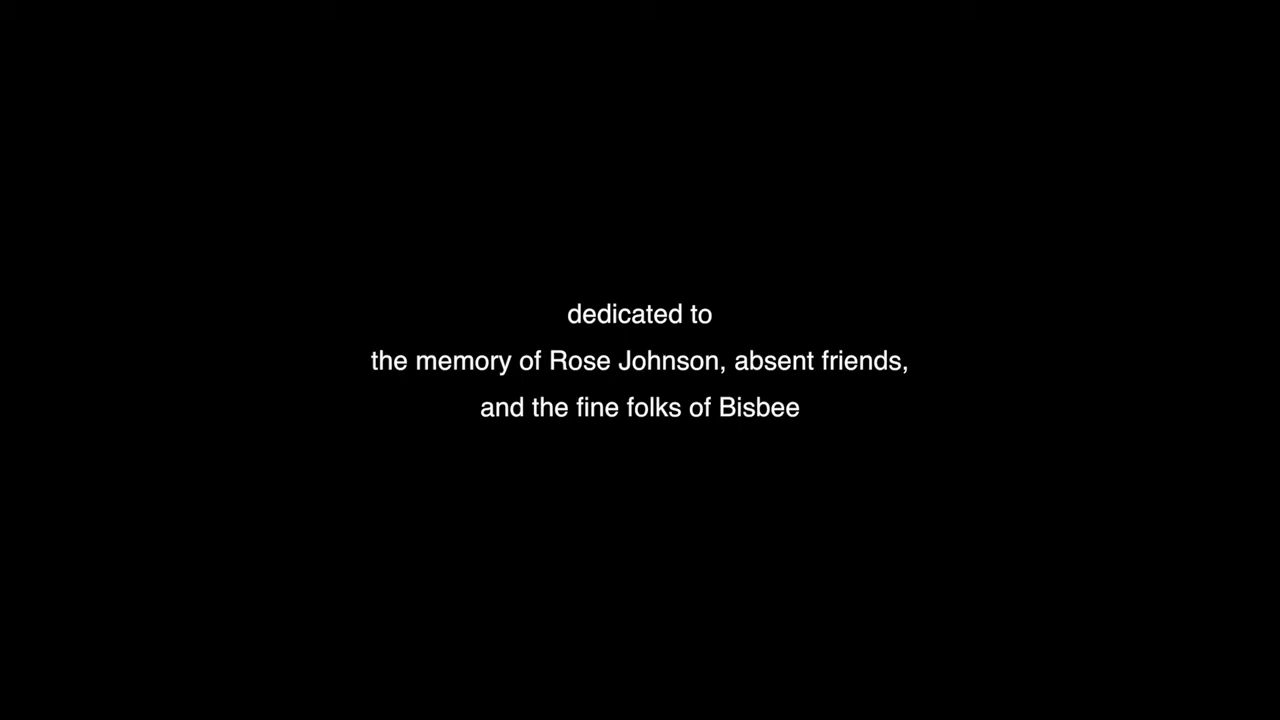 dedicated to
the memory of Rose Johnson, absent friends,
and the fine folks of Bisbee